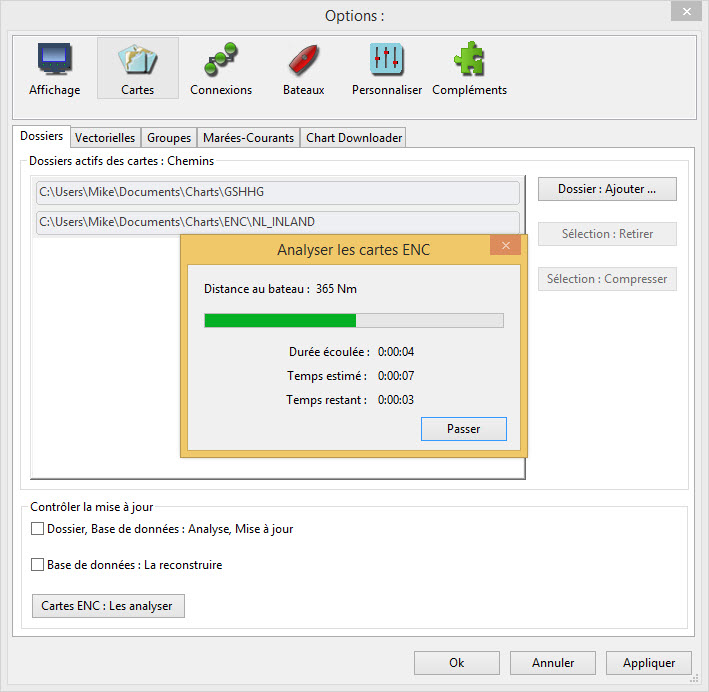 Options :
Affichage
Cartes
Connexions
Bateaux
Personnaliser
Compléments
Dossiers
Vectorielles
Groupes
Marées-Courants
Chart Downloader
Dossiers actifs des cartes : Chemins
C:\Users\Mike\Documents\Charts\GSHHG
C:\Users\Mike\Documents\Charts\ENC\NL_INLAND
Dossier : Ajouter ...
Sélection : Retirer
Sélection : Compresser
Analyser les cartes ENC
Distance au bateau : 365 Nm
Durée écoulée : 0:00:04
Temps estimé : 0:00:07
Temps restant : 0:00:03
Passer
Contrôler la mise à jour
Dossier, Base de données : Analyse, Mise à jour
Base de données : La reconstruire
Cartes ENC : Les analyser
Ok
Annuler
Appliquer